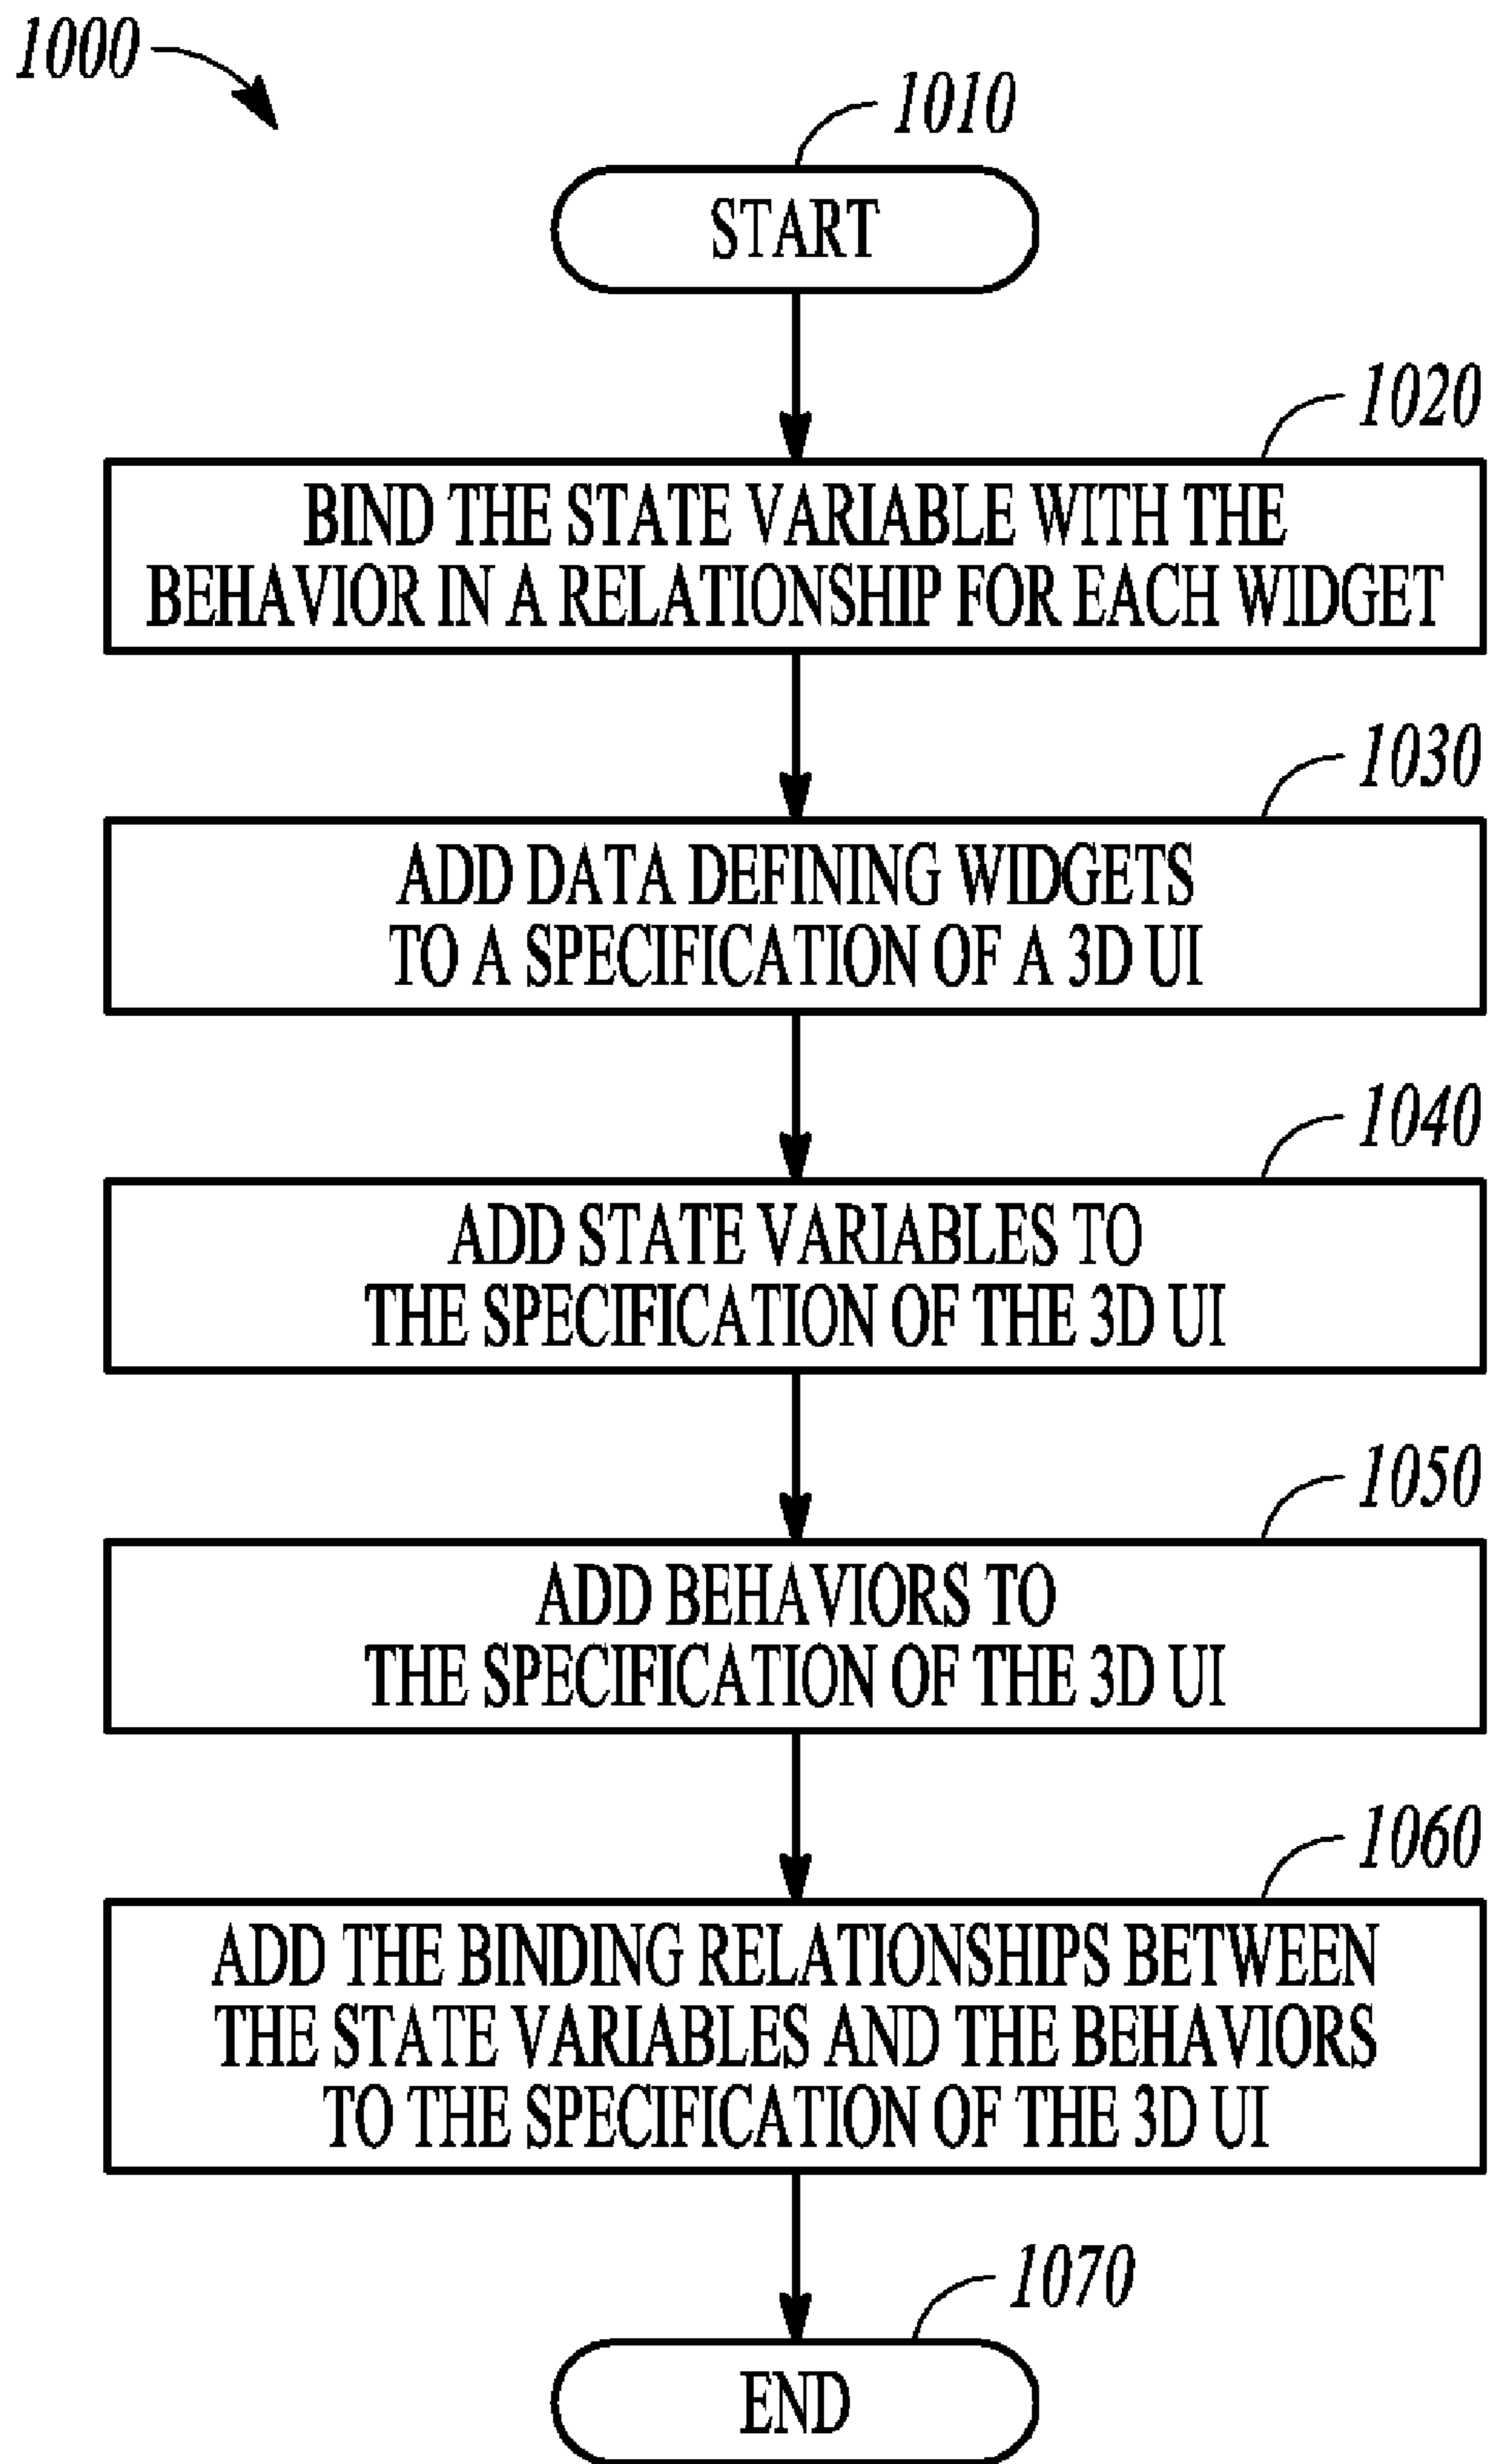 1000
1010
START
1020
BIND THE STATE VARIABLE WITH THE
BEHAVIOR IN A RELATIONSHIP FOR EACH WIDGET
1030
ADD DATA DEFINING WIDGETS
TO A SPECIFICATION OF A 3D UI
1040
ADD STATE VARIABLES TO
THE SPECIFICATION OF THE 3D UI
1050
ADD BEHAVIORS TO
THE SPECIFICATION OF THE 3D UI
1060
ADD THE BINDING RELATIONSHIPS BETWEEN
THE STATE VARIABLES AND THE BEHAVIORS
TO THE SPECIFICATION OF THE 3D UI
1070
END